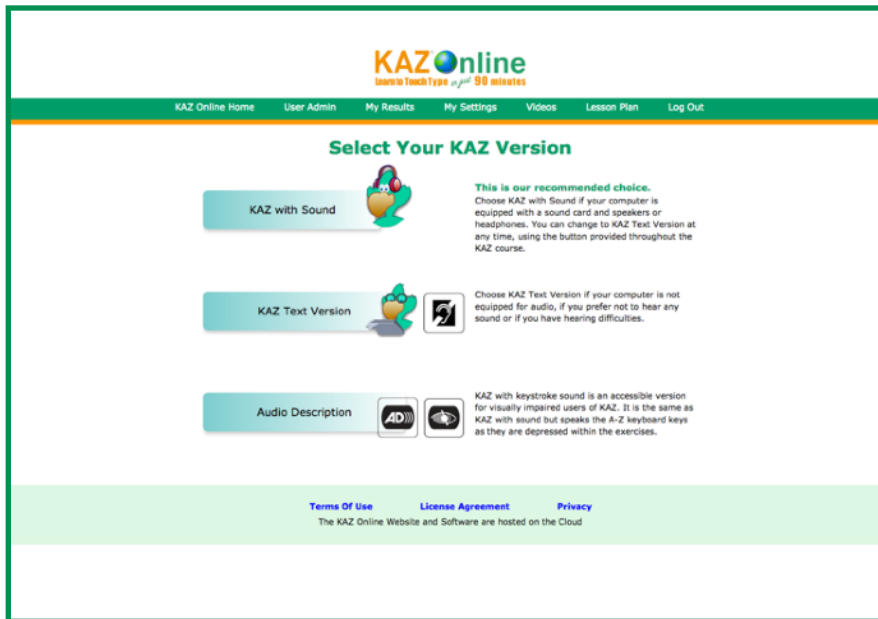 KAZ Online
Learn to Touch Type in just 90 minutes
KAZ Online Home User Admin My Results My Settings Videos Lesson Plan Log Out
Select Your KAZ Version
KAZ with Sound
This is our recommended choice.
Choose KAZ with Sound if your computer is
equipped with a sound card and speakers or
headphones. You can change to KAZ Text Version at
any time, using the button provided throughout the
KAZ course.
KAZ Text Version
Choose KAZ Text Version if your computer is not
equipped for audio, if you prefer not to hear any
sound or if you have hearing difficulties.
Audio Description
AD
KAZ with keystroke sound is an accessible version
for visually impaired users of KAZ. It is the same as
KAZ with sound but speaks the A-Z keyboard keys
as they are depressed within the exercises.
Terms Of Use License Agreement Privacy
The KAZ Online Website and Software are hosted on the Cloud